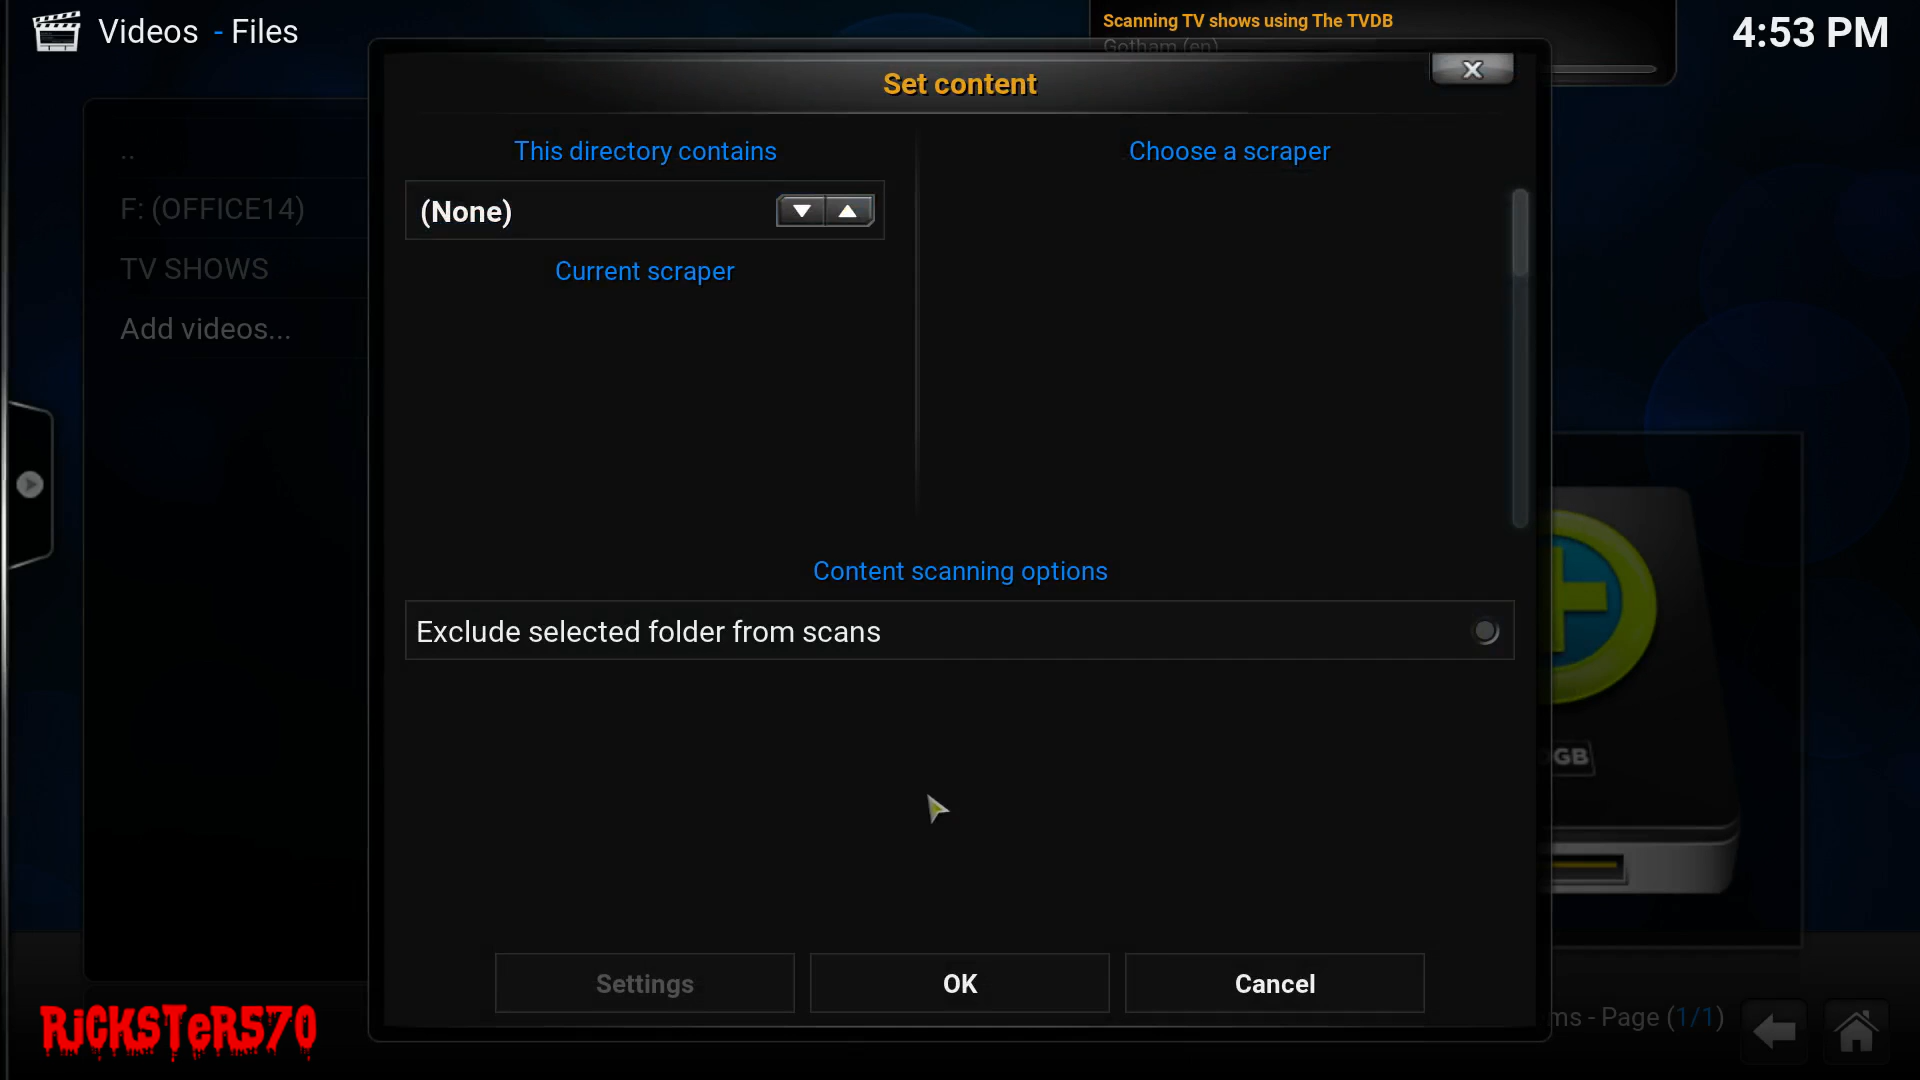 Videos - Files
Scanning TV shows using The TVDB
Gotham (en)
4:53 PM
Set content
This directory contains
Choose a scraper
(None)
Current scraper
..
F: (OFFICE14)
TV SHOWS
Add videos...
Content scanning options
Exclude selected folder from scans
GB
Settings
OK
Cancel
RiCKSTeR570
ms - Page (1/1)